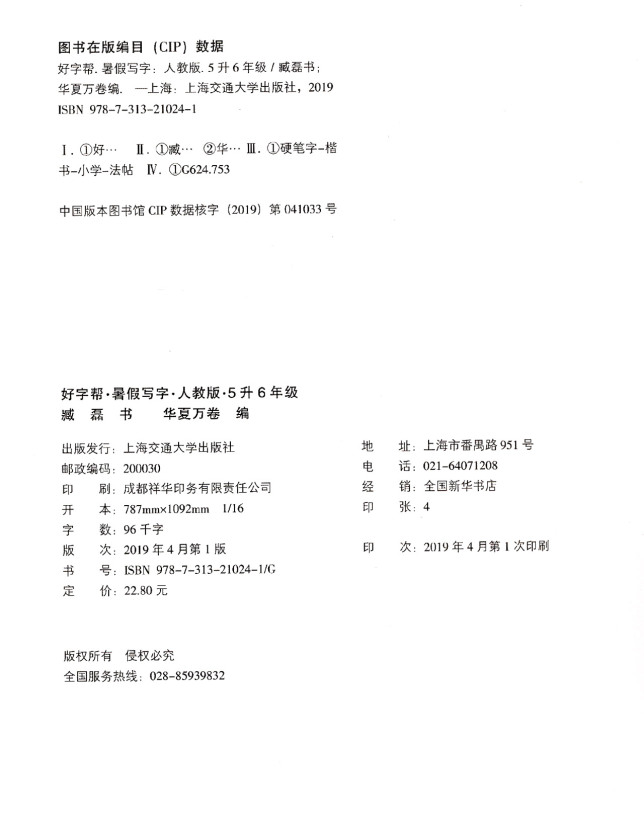 图书在版编目（CIP）数据
好字帮. 暑假写字：人教版. 5 升 6 年级 / 臧磊书；
华夏万卷编. —上海：上海交通大学出版社，2019
ISBN 978-7-313-21024-1
Ⅰ. ①好… Ⅱ. ①臧… ②华… Ⅲ. ①硬笔字-楷
书-小学-法帖 Ⅳ. ①G624.753
中国版本图书馆 CIP 数据核字（2019）第 041033 号
好字帮·暑假写字·人教版·5 升 6 年级
臧 磊 书 华夏万卷 编
出版发行：上海交通大学出版社 地 址：上海市番禺路 951 号
邮政编码：200030 电 话：021-64071208
印 刷：成都祥华印务有限责任公司 经 销：全国新华书店
开 本：787mm×1092mm 1/16 印 张：4
字 数：96 千字
版 次：2019 年 4 月第 1 版 印 次：2019 年 4 月第 1 次印刷
书 号：ISBN 978-7-313-21024-1/G
定 价：22.80 元
版权所有 侵权必究
全国服务热线：028-85939832